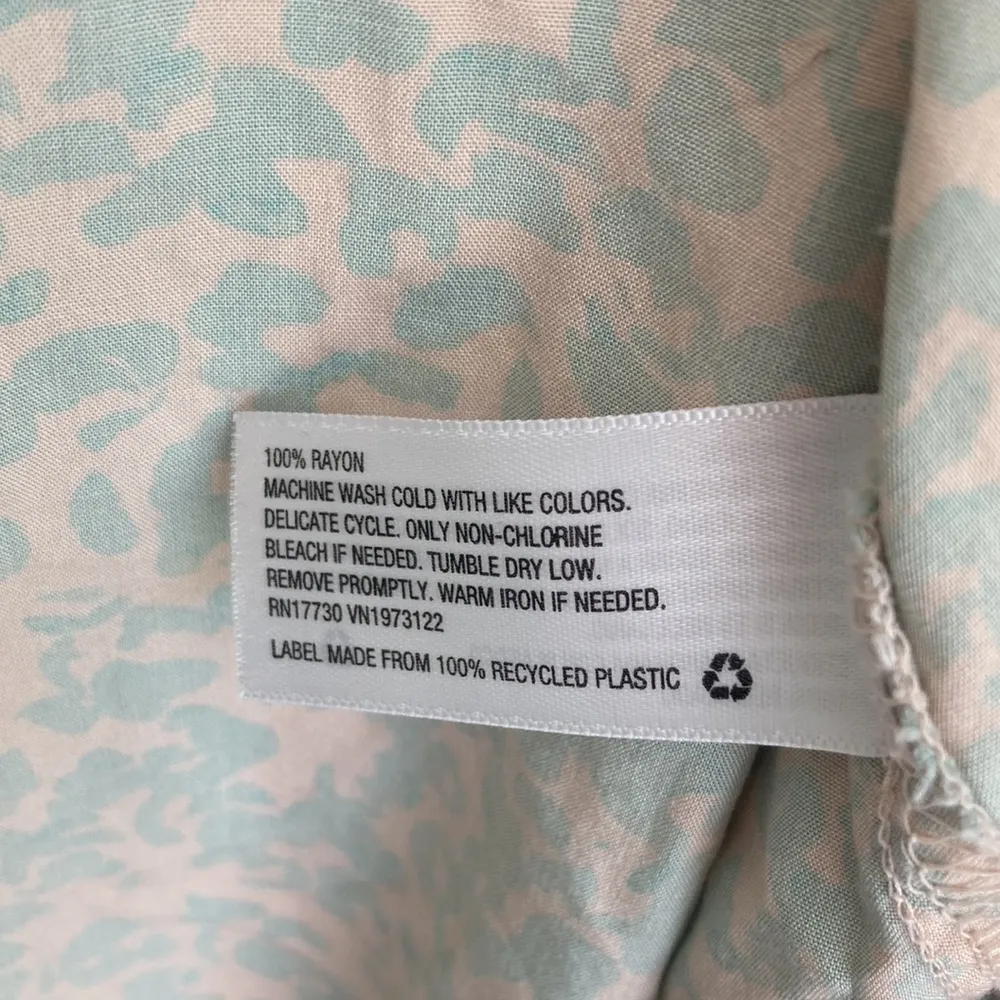 100% RAYON
MACHINE WASH COLD WITH LIKE COLORS.
DELICATE CYCLE. ONLY NON-CHLORINE
BLEACH IF NEEDED. TUMBLE DRY LOW.
REMOVE PROMPTLY. WARM IRON IF NEEDED.
RN17730 VN1973122
LABEL MADE FROM 100% RECYCLED PLASTIC